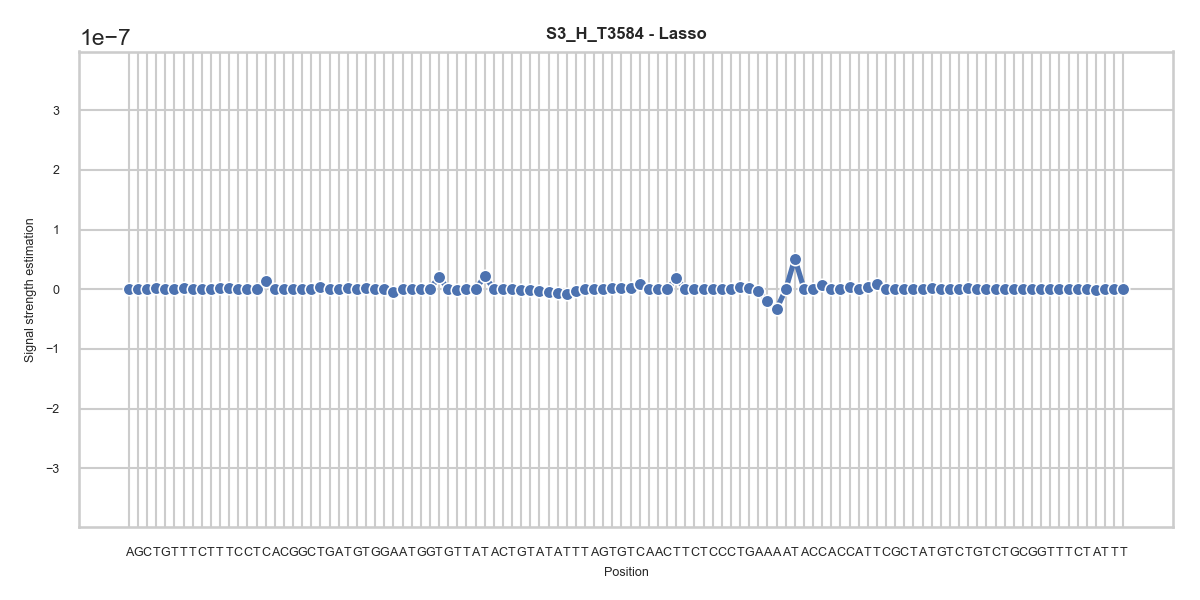 S3_H_T3584 - Lasso
1e−7
3
2
1
0
−1
−2
−3
Signal strength estimation
AGCTGTTTCTTTCCTCACGGCTGATGTGGAATGGTGTTATACTGTATATTTAGTGTCAACTTCTCCCTGAAAATACCACCATTCGCTATGTCTGTCTGCGGTTTCTATTT
Position